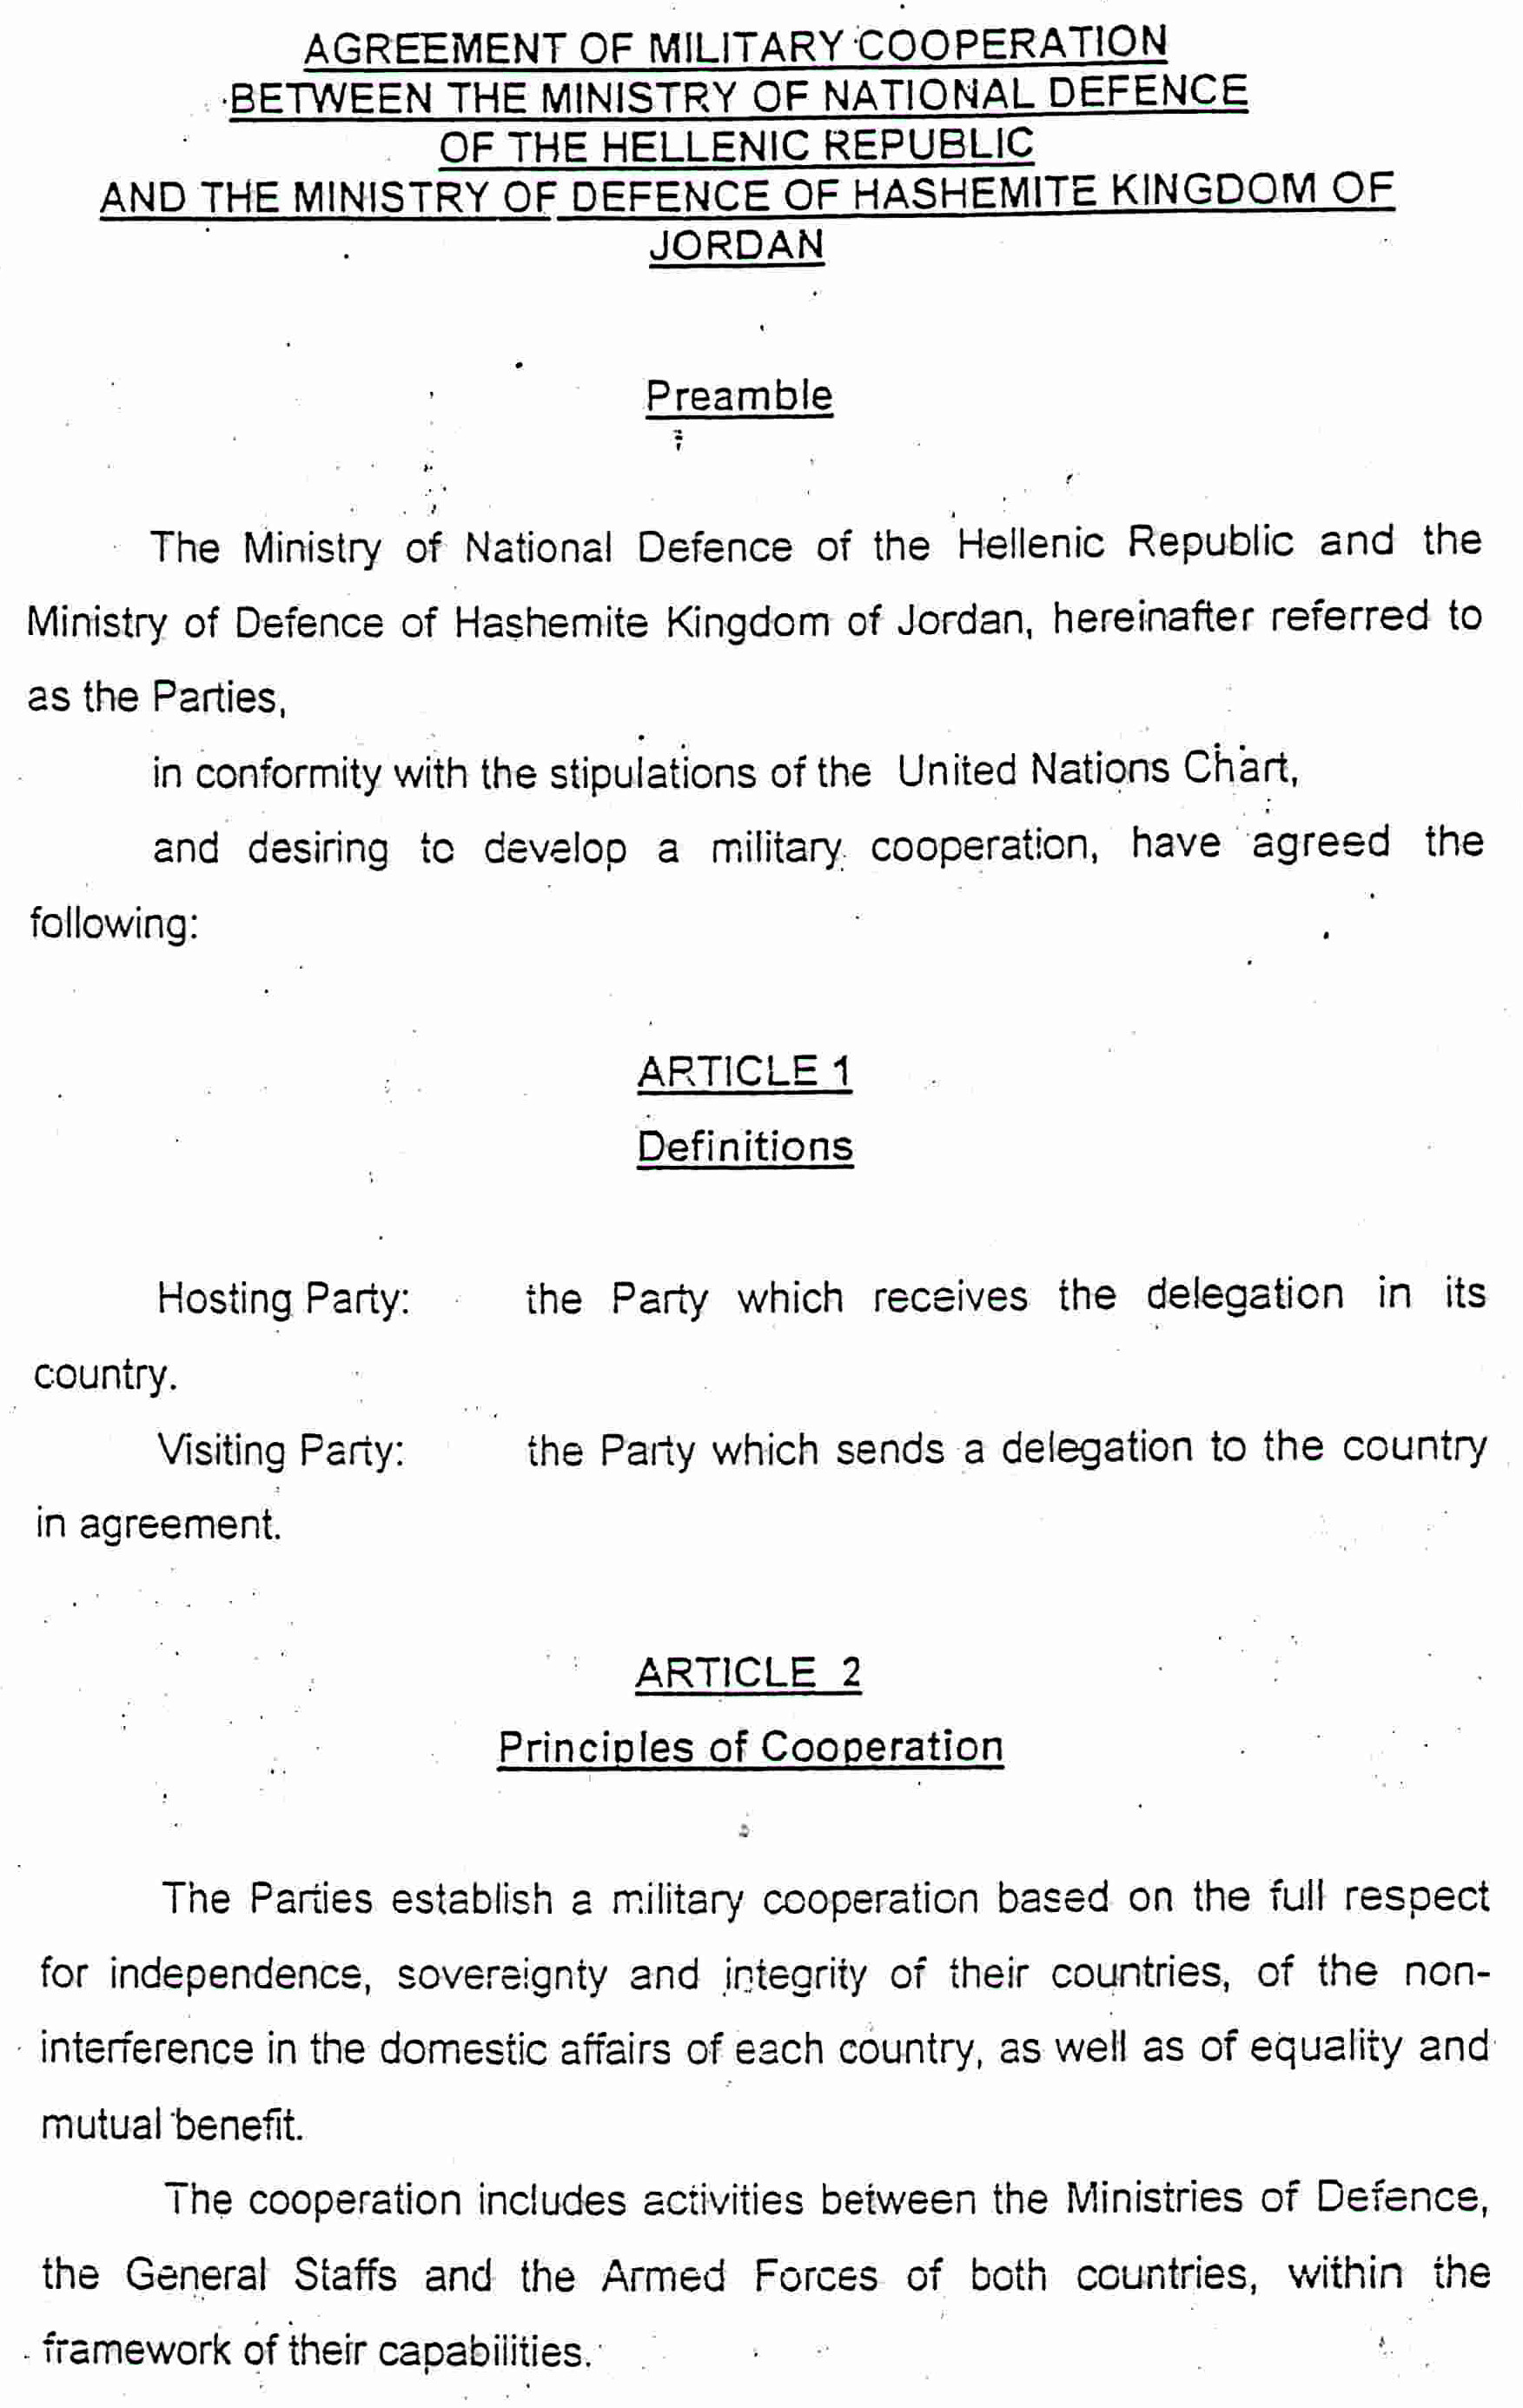 AGREEMENT OF MILITARY COOPERATION
BETWEEN THE MINISTRY OF NATIONAL DEFENCE
OF THE HELLENIC REPUBLIC
AND THE MINISTRY OF DEFENCE OF HASHEMITE KINGDOM OF
JORDAN
Preamble
The Ministry of National Defence of the Hellenic Republic and the
Ministry of Defence of Hashemite Kingdom of Jordan, hereinafter referred to
as the Parties,
in conformity with the stipulations of the United Nations Chart,
and desiring to develop a military cooperation, have agreed the
following:
ARTICLE 1
Definitions
Hosting Party: the Party which receives the delegation in its
country.
Visiting Party: the Party which sends a delegation to the country
in agreement.
ARTICLE 2
Principles of Cooperation
The Parties establish a military cooperation based on the full respect
for independence, sovereignty and integrity of their countries, of the non-
interference in the domestic affairs of each country, as well as of equality and
mutual benefit.
The cooperation includes activities between the Ministries of Defence,
the General Staffs and the Armed Forces of both countries, within the
framework of their capabilities.